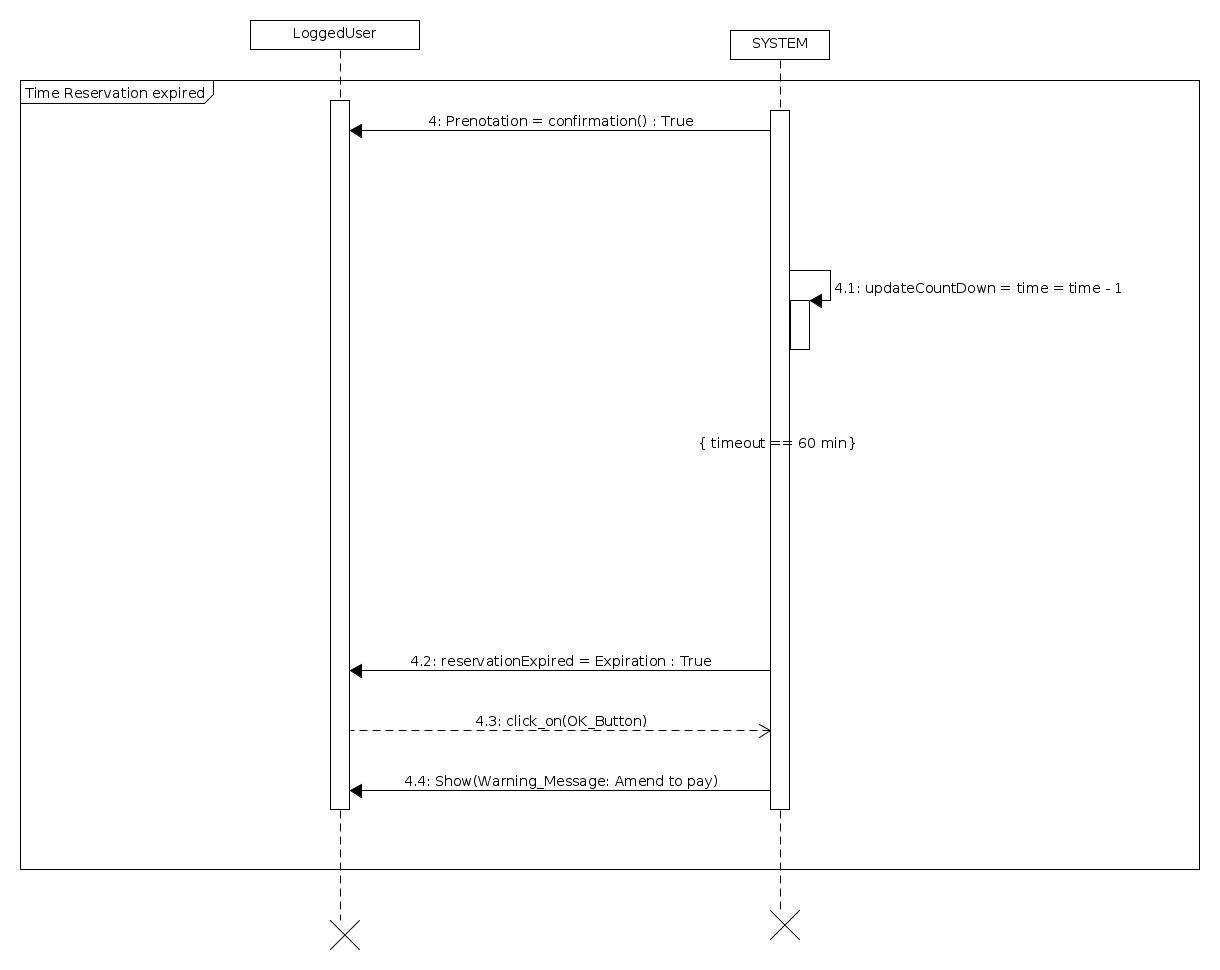 LoggedUser
SYSTEM
Time Reservation expired
4: Prenotation = confirmation() : True
4.1: updateCountDown = time = time - 1
{ timeout == 60 min}
4.2: reservationExpired = Expiration : True
4.3: click_on(OK_Button)
4.4: Show(Warning_Message: Amend to pay)